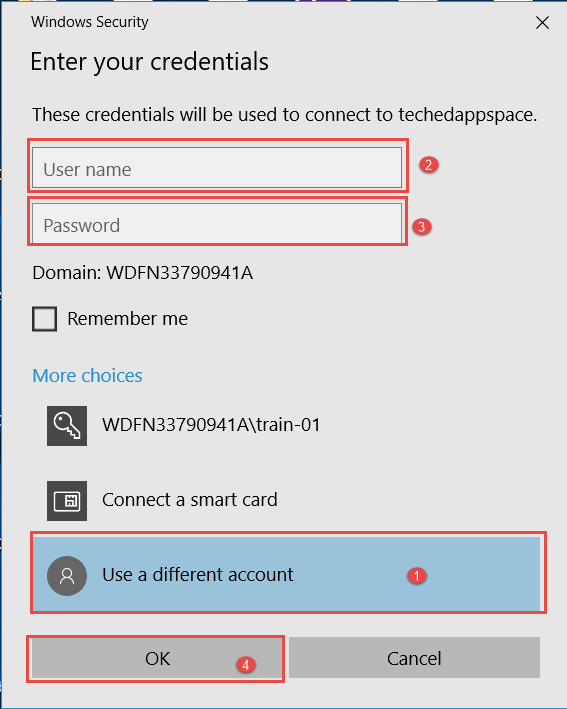 Windows Security
Enter your credentials
These credentials will be used to connect to techedappspace.
User name
2
Password
3
Domain: WDFN33790941A
Remember me
More choices
WDFN33790941A\train-01
Connect a smart card
Use a different account
1
OK
4
Cancel